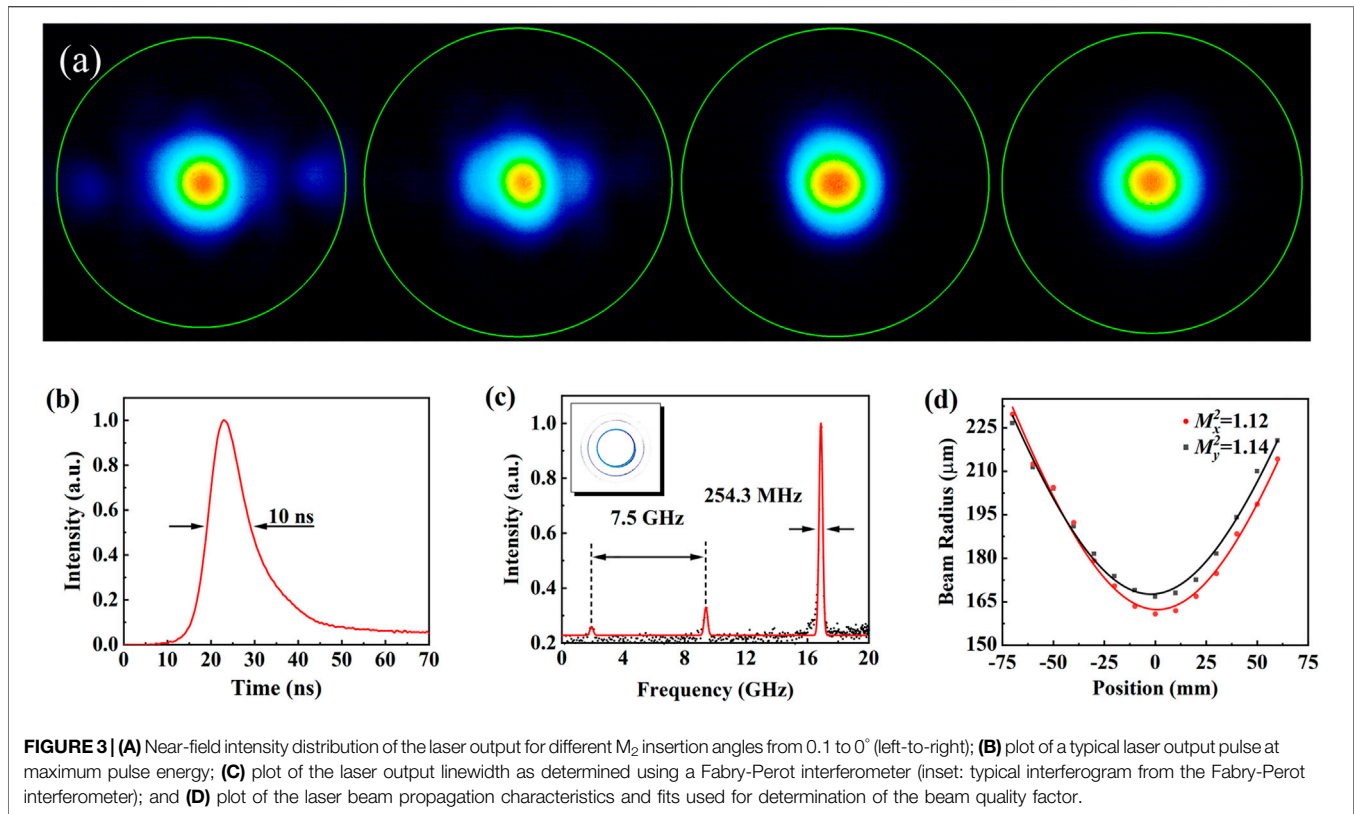 (a)
(b)
1.0
0.8
0.6
0.4
0.2
0.0
Intensity (a.u.)
10 ns
0 10 20 30 40 50 60 70
Time (ns)
(c)
1.0
0.8
0.6
0.4
0.2
Intensity (a.u.)
254.3 MHz
7.5 GHz
0 4 8 12 16 20
Frequency (GHz)
(d)
225
210
195
180
165
150
Beam Radius (μm)
M²ₓ=1.12
M²ᵧ=1.14
-75 -50 -25 0 25 50 75
Position (mm)
FIGURE 3 | (A) Near-field intensity distribution of the laser output for different M₂ insertion angles from 0.1 to 0° (left-to-right); (B) plot of a typical laser output pulse at
maximum pulse energy; (C) plot of the laser output linewidth as determined using a Fabry-Perot interferometer (inset: typical interferogram from the Fabry-Perot
interferometer); and (D) plot of the laser beam propagation characteristics and fits used for determination of the beam quality factor.